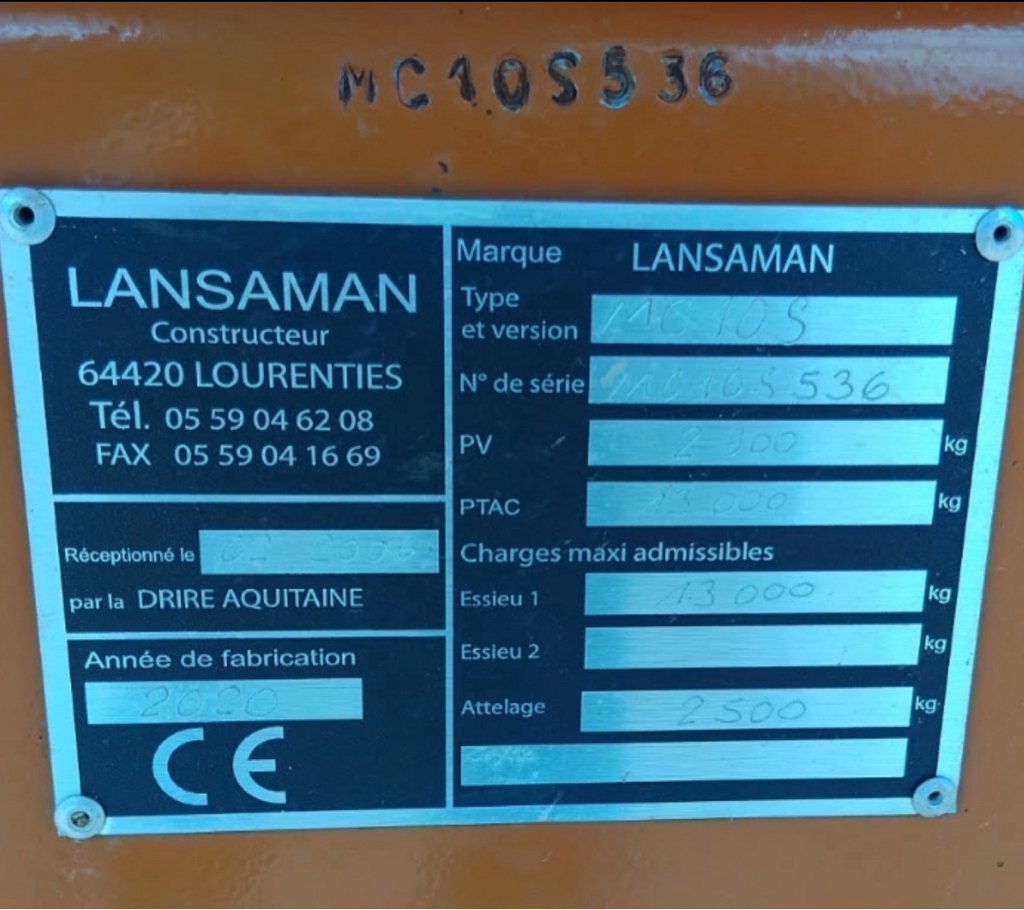 MC10S536
LANSAMAN
Constructeur
64420 LOURENTIES
Tél. 05 59 04 62 08
FAX 05 59 04 16 69
Réceptionné le
par la DRIRE AQUITAINE
Année de fabrication
2020
CE
Marque LANSAMAN
Type
et version MC10S
N° de série MC10S536
PV kg
PTAC 13 000 kg
Charges maxi admissibles
Essieu 1 13 000 kg
Essieu 2 kg
Attelage 2500 kg